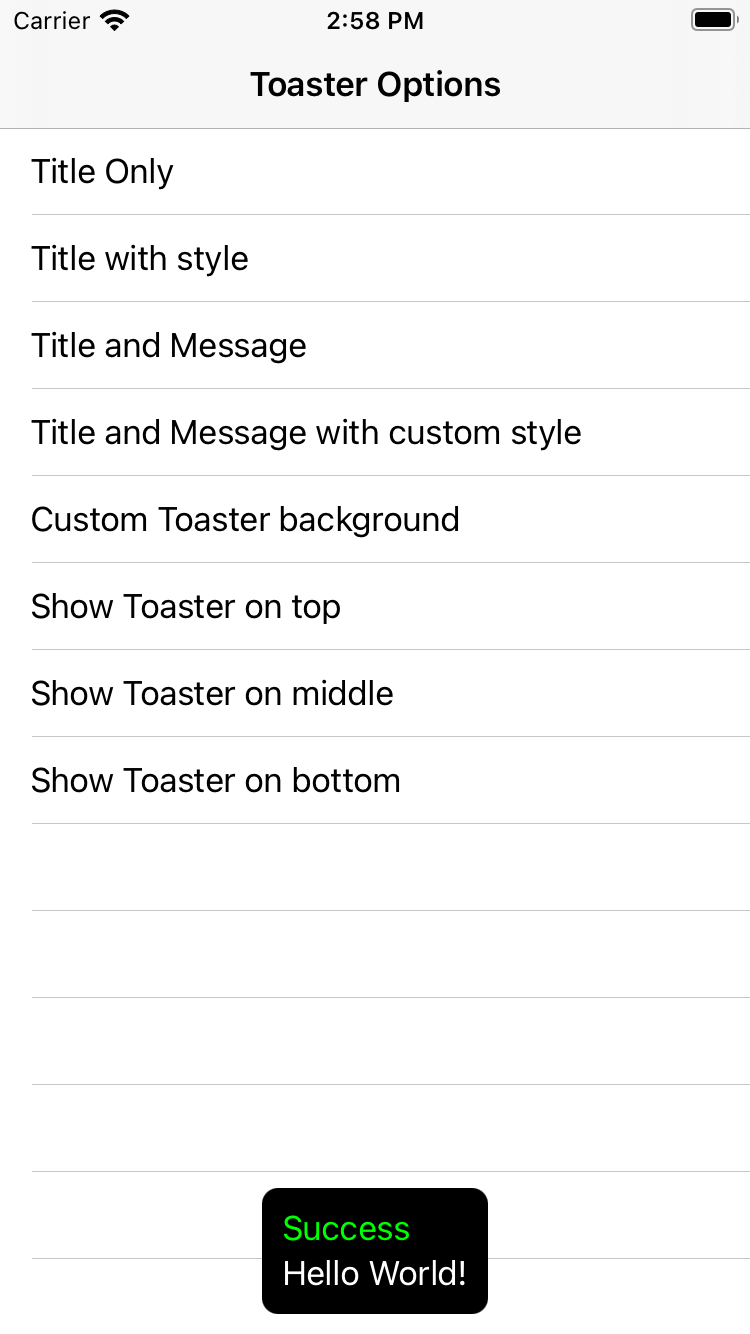 Carrier 2:58 PM
Toaster Options
Title Only
Title with style
Title and Message
Title and Message with custom style
Custom Toaster background
Show Toaster on top
Show Toaster on middle
Show Toaster on bottom
Success
Hello World!